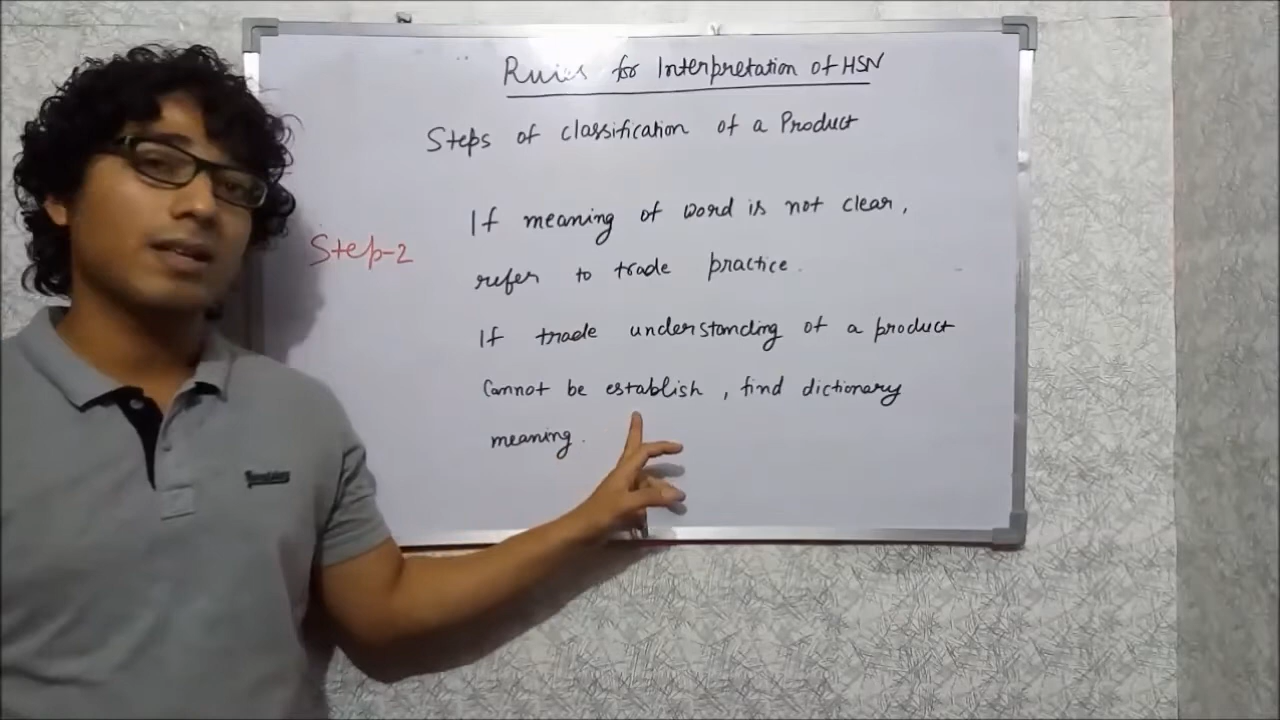 Rules for Interpretation of HSN
Steps of classification of a Product
Step-2
If meaning of word is not clear,
refer to trade practice.
If trade understanding of a product
Cannot be establish, find dictionary
meaning.